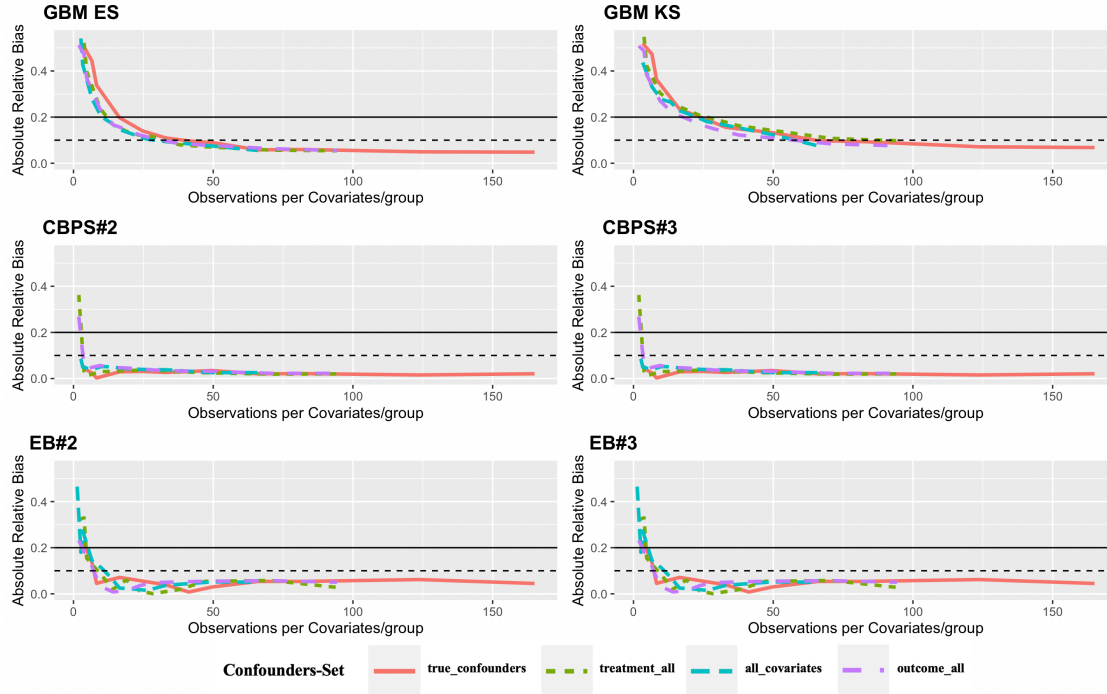 GBM ES
GBM KS
Absolute Relative Bias
0.4
0.2
0.0
0
50
100
150
Observations per Covariates/group
Absolute Relative Bias
0.4
0.2
0.0
0
50
100
150
Observations per Covariates/group
CBPS#2
CBPS#3
Absolute Relative Bias
0.4
0.2
0.0
0
50
100
150
Observations per Covariates/group
Absolute Relative Bias
0.4
0.2
0.0
0
50
100
150
Observations per Covariates/group
EB#2
EB#3
Absolute Relative Bias
0.4
0.2
0.0
0
50
100
150
Observations per Covariates/group
Absolute Relative Bias
0.4
0.2
0.0
0
50
100
150
Observations per Covariates/group
Confounders-Set true_confounders treatment_all all_covariates outcome_all